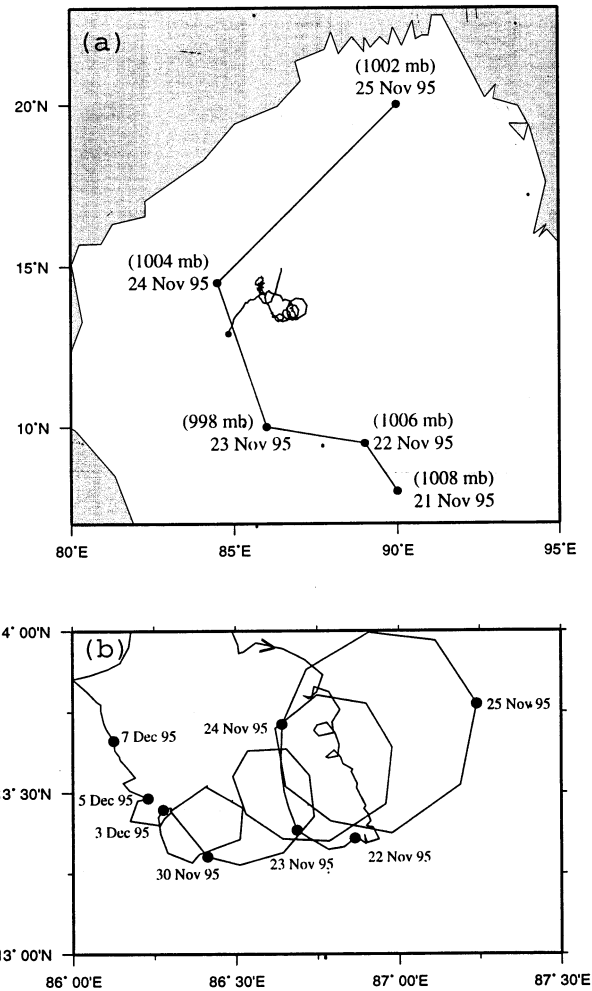 (a)
(1002 mb)
25 Nov 95
20°N
(1004 mb)
24 Nov 95
15°N
(998 mb)
23 Nov 95
(1006 mb)
22 Nov 95
10°N
(1008 mb)
21 Nov 95
80°E 85°E 90°E 95°E
4° 00'N
(b)
25 Nov 95
24 Nov 95
7 Dec 95
5 Dec 95
3° 30'N
3 Dec 95
23 Nov 95
22 Nov 95
30 Nov 95
13° 00'N
86° 00'E 86° 30'E 87° 00'E 87° 30'E